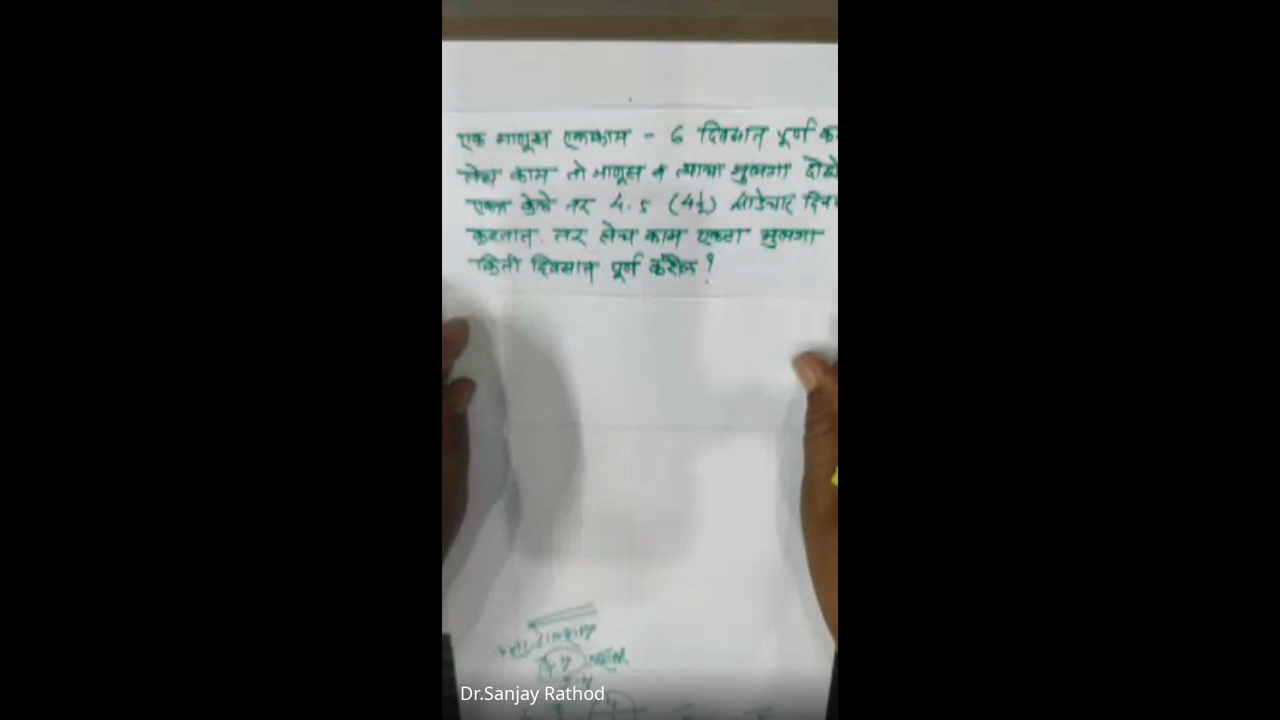 एक माणूस एककाम - 6 दिवसात पूर्ण क
तेच काम तो माणूस व त्याचा मुलगा दोघे
एकत्र केले तर 4.5 (4½) साडेचार दिव
करतात. तर तेच काम एकटा मुलगा
किती दिवसात पूर्ण करेल?
Dr.Sanjay Rathod